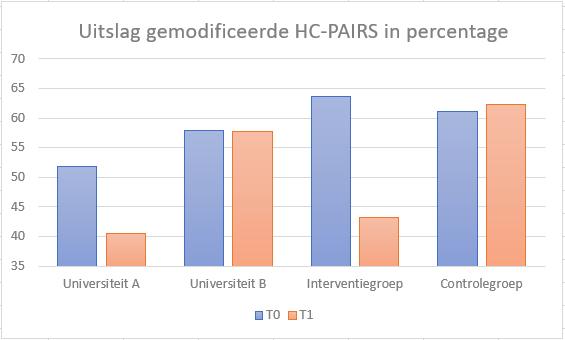 Uitslag gemodificeerde HC-PAIRS in percentage
70
65
60
55
50
45
40
35
Universiteit A Universiteit B Interventiegroep Controlegroep
T0 T1